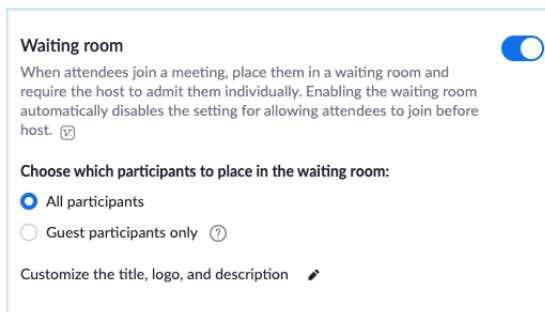 Waiting room
When attendees join a meeting, place them in a waiting room and
require the host to admit them individually. Enabling the waiting room
automatically disables the setting for allowing attendees to join before
host.
Choose which participants to place in the waiting room:
All participants
Guest participants only ?
Customize the title, logo, and description